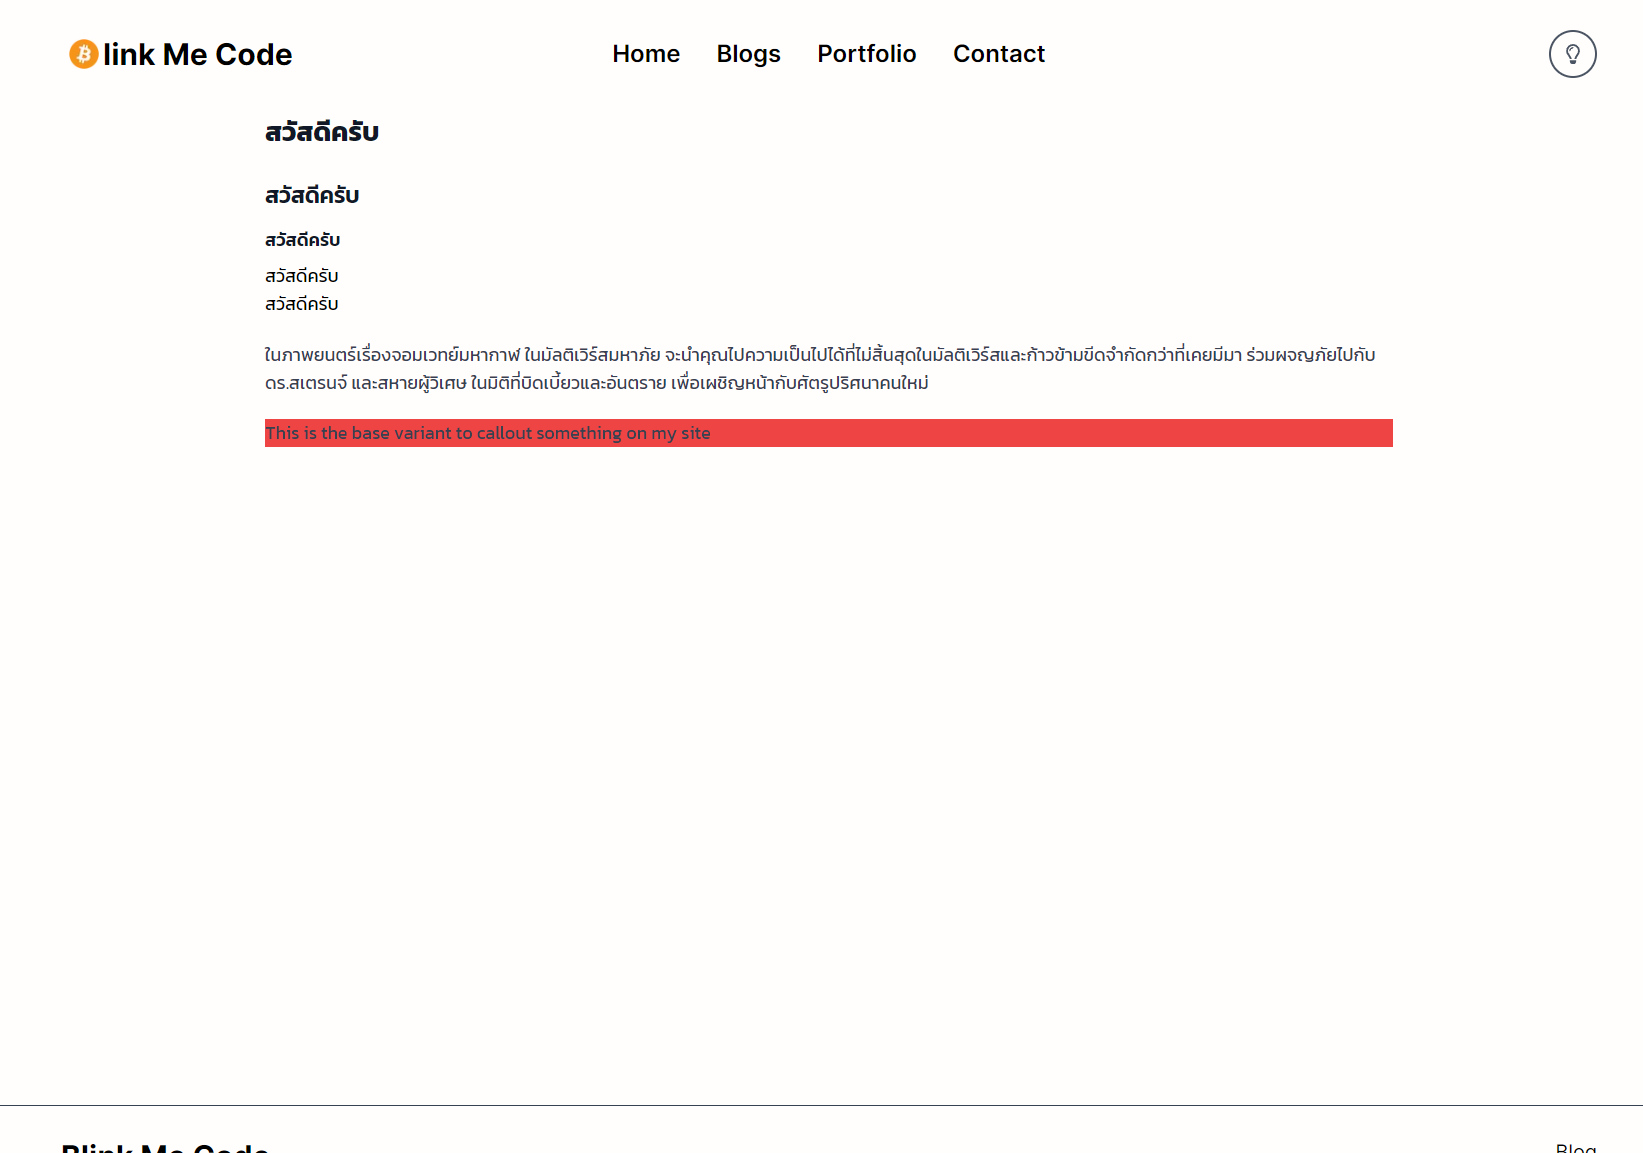 link Me Code
Home Blogs Portfolio Contact
สวัสดีครับ
สวัสดีครับ
สวัสดีครับ
สวัสดีครับ
สวัสดีครับ
ในภาพยนตร์เรื่องจอมเวทย์มหากาฬ ในมัลติเวิร์สมหาภัย จะนำคุณไปความเป็นไปได้ที่ไม่สิ้นสุดในมัลติเวิร์สและก้าวข้ามขีดจำกัดกว่าที่เคยมีมา ร่วมผจญภัยไปกับ
ดร.สเตรนจ์ และสหายผู้วิเศษ ในมิติที่บิดเบี้ยวและอันตราย เพื่อเผชิญหน้ากับศัตรูปริศนาคนใหม่
This is the base variant to callout something on my site
Blink Me Code
Blog